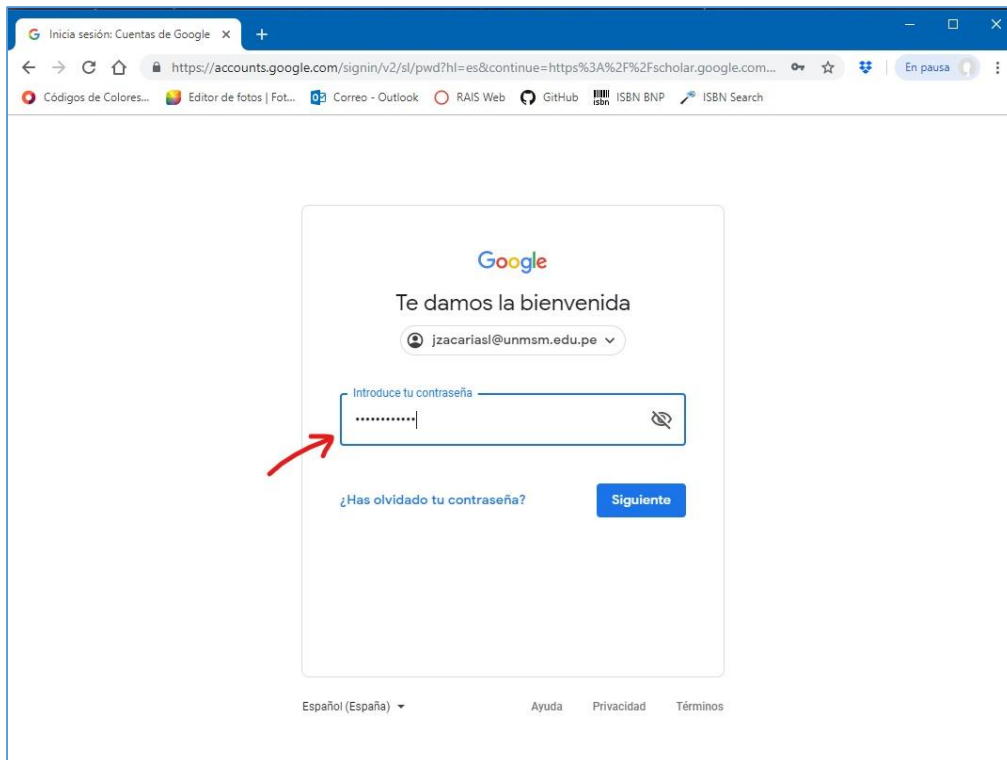 Inicia sesión: Cuentas de Google
https://accounts.google.com/signin/v2/sl/pwd?hl=es&continue=https%3A%2F%2Fscholar.google.com...
En pausa
Códigos de Colores... Editor de fotos | Fot... Correo - Outlook RAIS Web GitHub ISBN BNP ISBN Search
Google
Te damos la bienvenida
jzacariasl@unmsm.edu.pe
Introduce tu contraseña
••••••••••••
¿Has olvidado tu contraseña? Siguiente
Español (España) Ayuda Privacidad Términos